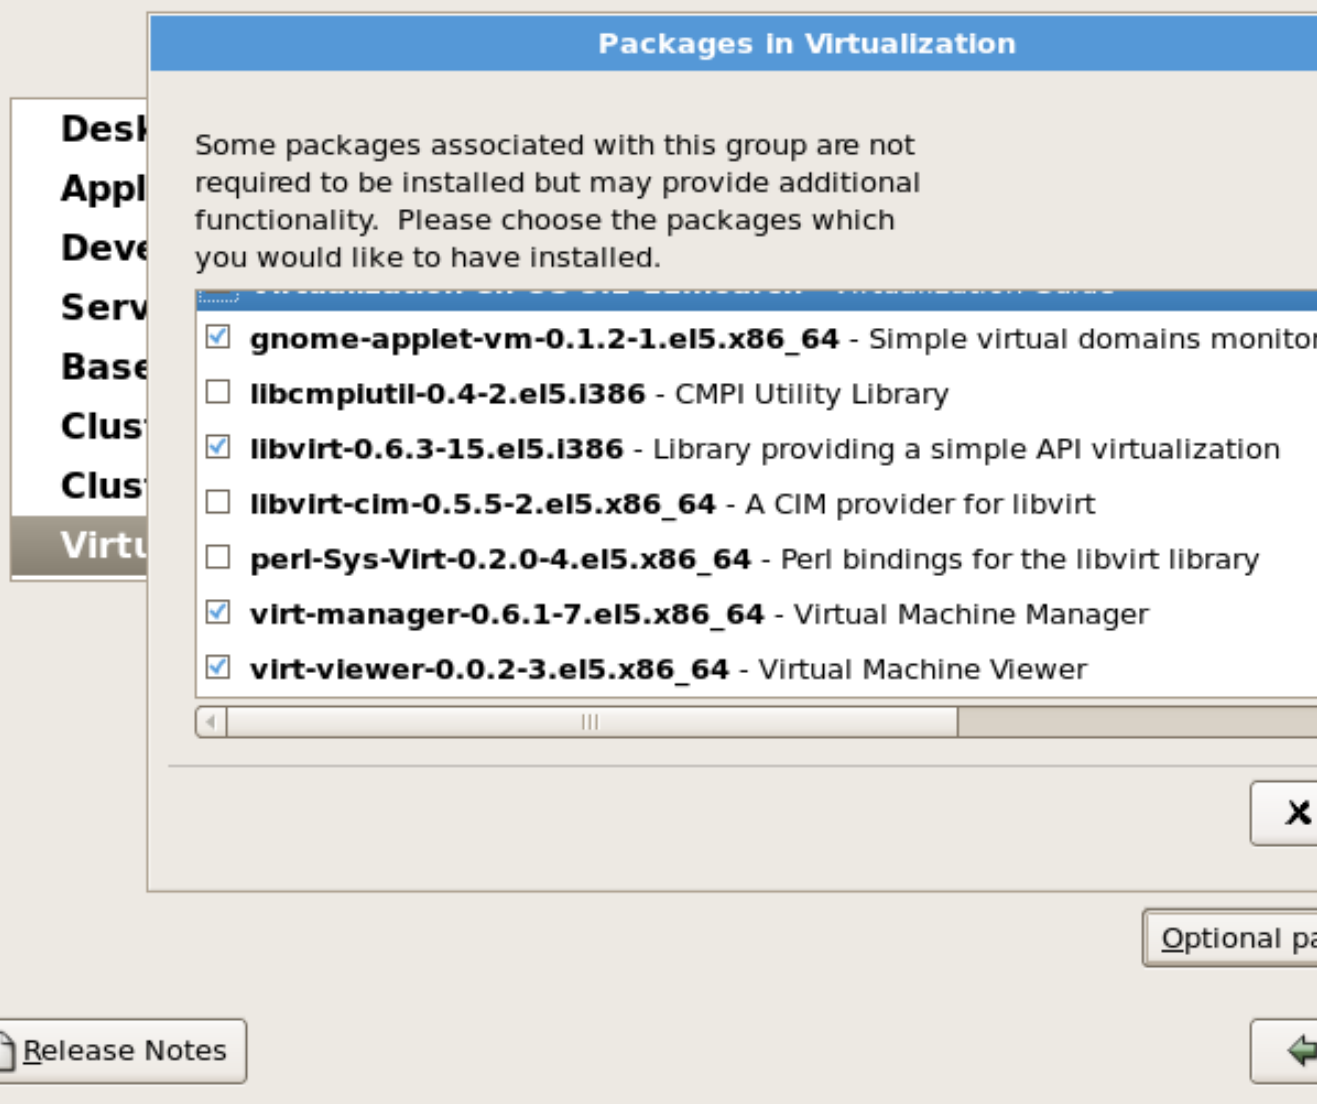 Packages in Virtualization
Some packages associated with this group are not
required to be installed but may provide additional
functionality.  Please choose the packages which
you would like to have installed.
gnome-applet-vm-0.1.2-1.el5.x86_64 - Simple virtual domains monitor
libcmpiutil-0.4-2.el5.i386 - CMPI Utility Library
libvirt-0.6.3-15.el5.i386 - Library providing a simple API virtualization
libvirt-cim-0.5.5-2.el5.x86_64 - A CIM provider for libvirt
perl-Sys-Virt-0.2.0-4.el5.x86_64 - Perl bindings for the libvirt library
virt-manager-0.6.1-7.el5.x86_64 - Virtual Machine Manager
virt-viewer-0.0.2-3.el5.x86_64 - Virtual Machine Viewer
Desk
Appl
Deve
Serv
Base
Clus
Clus
Virtu
Optional pa
Release Notes